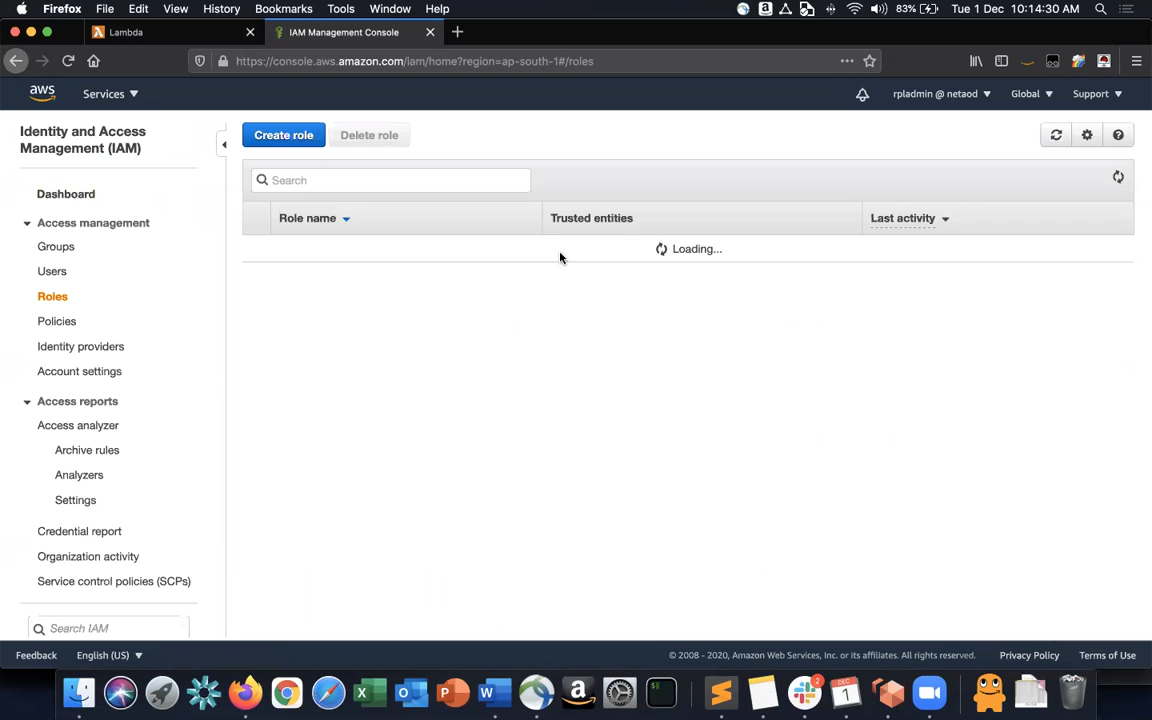 Firefox File Edit View History Bookmarks Tools Window Help 83% Tue 1 Dec 10:14:30 AM
Lambda IAM Management Console
https://console.aws.amazon.com/iam/home?region=ap-south-1#/roles
aws Services rpladmin @ netaod Global Support
Identity and Access
Management (IAM)
Dashboard
Access management
Groups
Users
Roles
Policies
Identity providers
Account settings
Access reports
Access analyzer
Archive rules
Analyzers
Settings
Credential report
Organization activity
Service control policies (SCPs)
Search IAM
Create role Delete role
Search
Role name Trusted entities Last activity
Loading...
Feedback English (US) © 2008 - 2020, Amazon Web Services, Inc. or its affiliates. All rights reserved. Privacy Policy Terms of Use